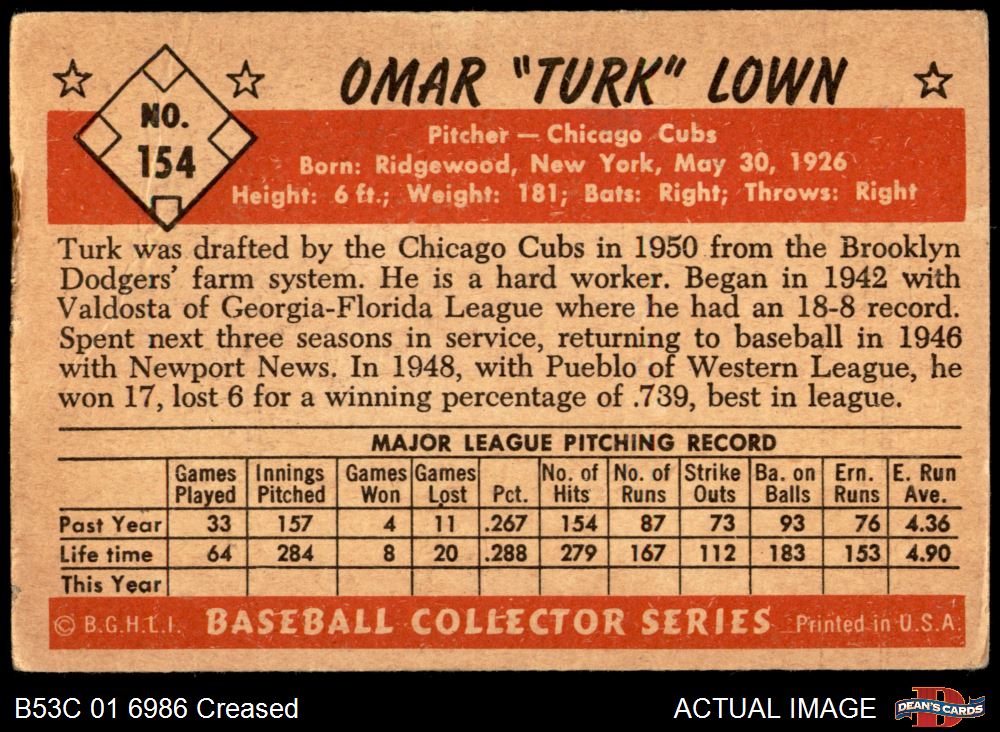 OMAR "TURK" LOWN
NO.
154
Pitcher — Chicago Cubs
Born: Ridgewood, New York, May 30, 1926
Height: 6 ft.; Weight: 181; Bats: Right; Throws: Right
Turk was drafted by the Chicago Cubs in 1950 from the Brooklyn
Dodgers' farm system. He is a hard worker. Began in 1942 with
Valdosta of Georgia-Florida League where he had an 18-8 record.
Spent next three seasons in service, returning to baseball in 1946
with Newport News. In 1948, with Pueblo of Western League, he
won 17, lost 6 for a winning percentage of .739, best in league.
MAJOR LEAGUE PITCHING RECORD
Games Innings Games Games No. of No. of Strike Ba. on Ern. E. Run
Played Pitched Won Lost Pct. Hits Runs Outs Balls Runs Ave.
Past Year 33 157 4 11 .267 154 87 73 93 76 4.36
Life time 64 284 8 20 .288 279 167 112 183 153 4.90
This Year
© B.G.H.L.I. BASEBALL COLLECTOR SERIES Printed in U.S.A.
B53C 01 6986 Creased ACTUAL IMAGE DEAN'S CARDS